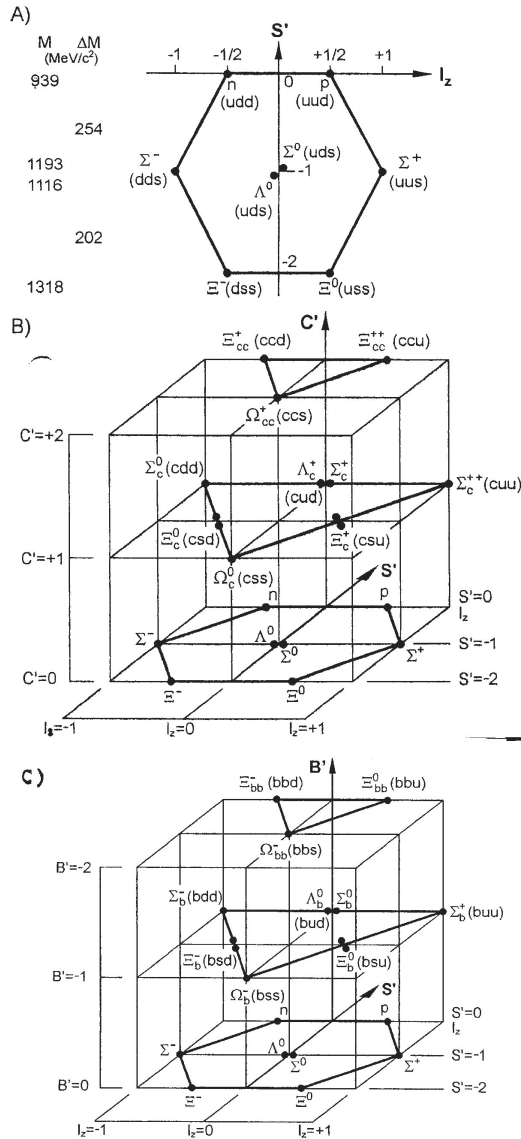 A)
S'
M ΔM
(MeV/c²)
-1 -1/2 +1/2 +1
939
n 0 p
I_z
(udd) (uud)
254
Σ⁻
(dds)
Σ⁰(uds)
-1
Σ⁺
(uus)
1193
1116
Λ⁰
(uds)
202
-2
1318
Ξ⁻(dss) Ξ⁰(uss)
B)
C'
Ξ⁺_cc(ccd) Ξ⁺⁺_cc(ccu)
Ω⁺_cc(ccs)
C'=+2
Σ⁰_c(cdd) Λ⁺_c Σ⁺_c
(cud)
Σ⁺⁺_c(cuu)
Ξ⁰_c(csd) Ξ⁺_c(csu)
C'=+1
Ω⁰_c(css)
S'
n p
S'=0
I_z
Σ⁻ Λ⁰ Σ⁰ Σ⁺
S'=-1
C'=0
Ξ⁻ Ξ⁰
S'=-2
I_z=-1 I_z=0 I_z=+1
C)
B'
Ξ⁻_bb(bbd) Ξ⁰_bb(bbu)
Ω⁻_bb(bbs)
B'=-2
Σ⁻_b(bdd) Λ⁰_b Σ⁰_b
(bud)
Σ⁺_b(buu)
Ξ⁻_b(bsd) Ξ⁰_b(bsu)
B'=-1
Ω⁻_b(bss)
S'
n p
S'=0
I_z
Σ⁻ Λ⁰ Σ⁰ Σ⁺
S'=-1
B'=0
Ξ⁻ Ξ⁰
S'=-2
I_z=-1 I_z=0 I_z=+1